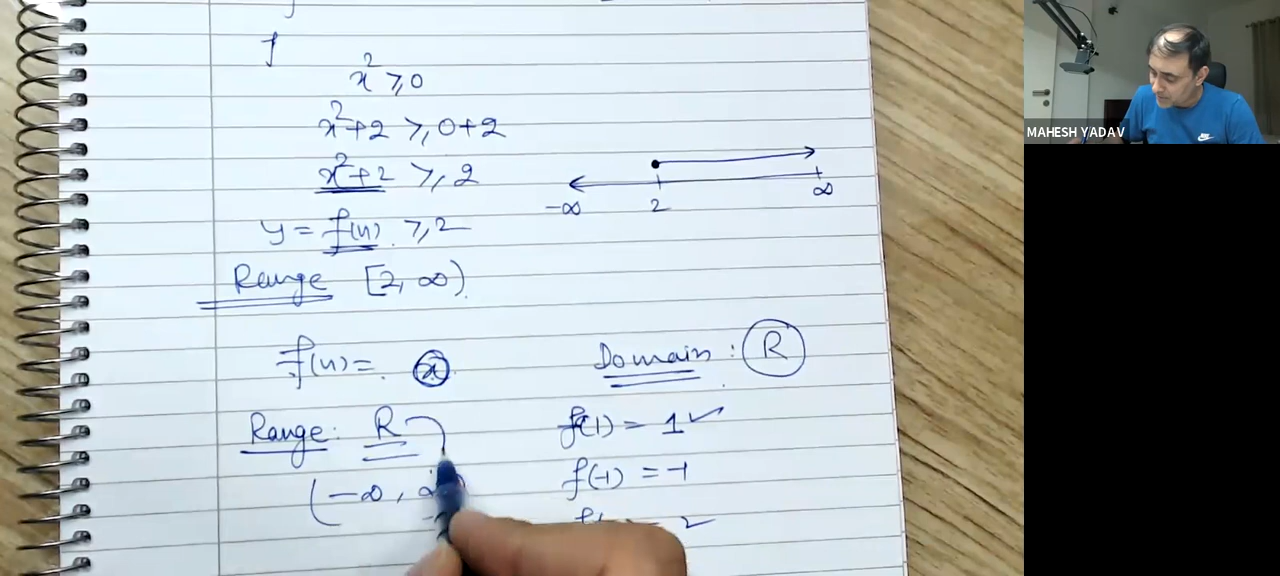 x² ≥ 0
x²+2 ≥ 0+2
x²+2 ≥ 2
-∞ 2 ∞
y = f(x) ≥ 2
Range [2, ∞)
f(x) = x
Domain : R
Range : R
(-∞, ∞)
f(1) = 1 ✓
f(-1) = -1
= 2
MAHESH YADAV